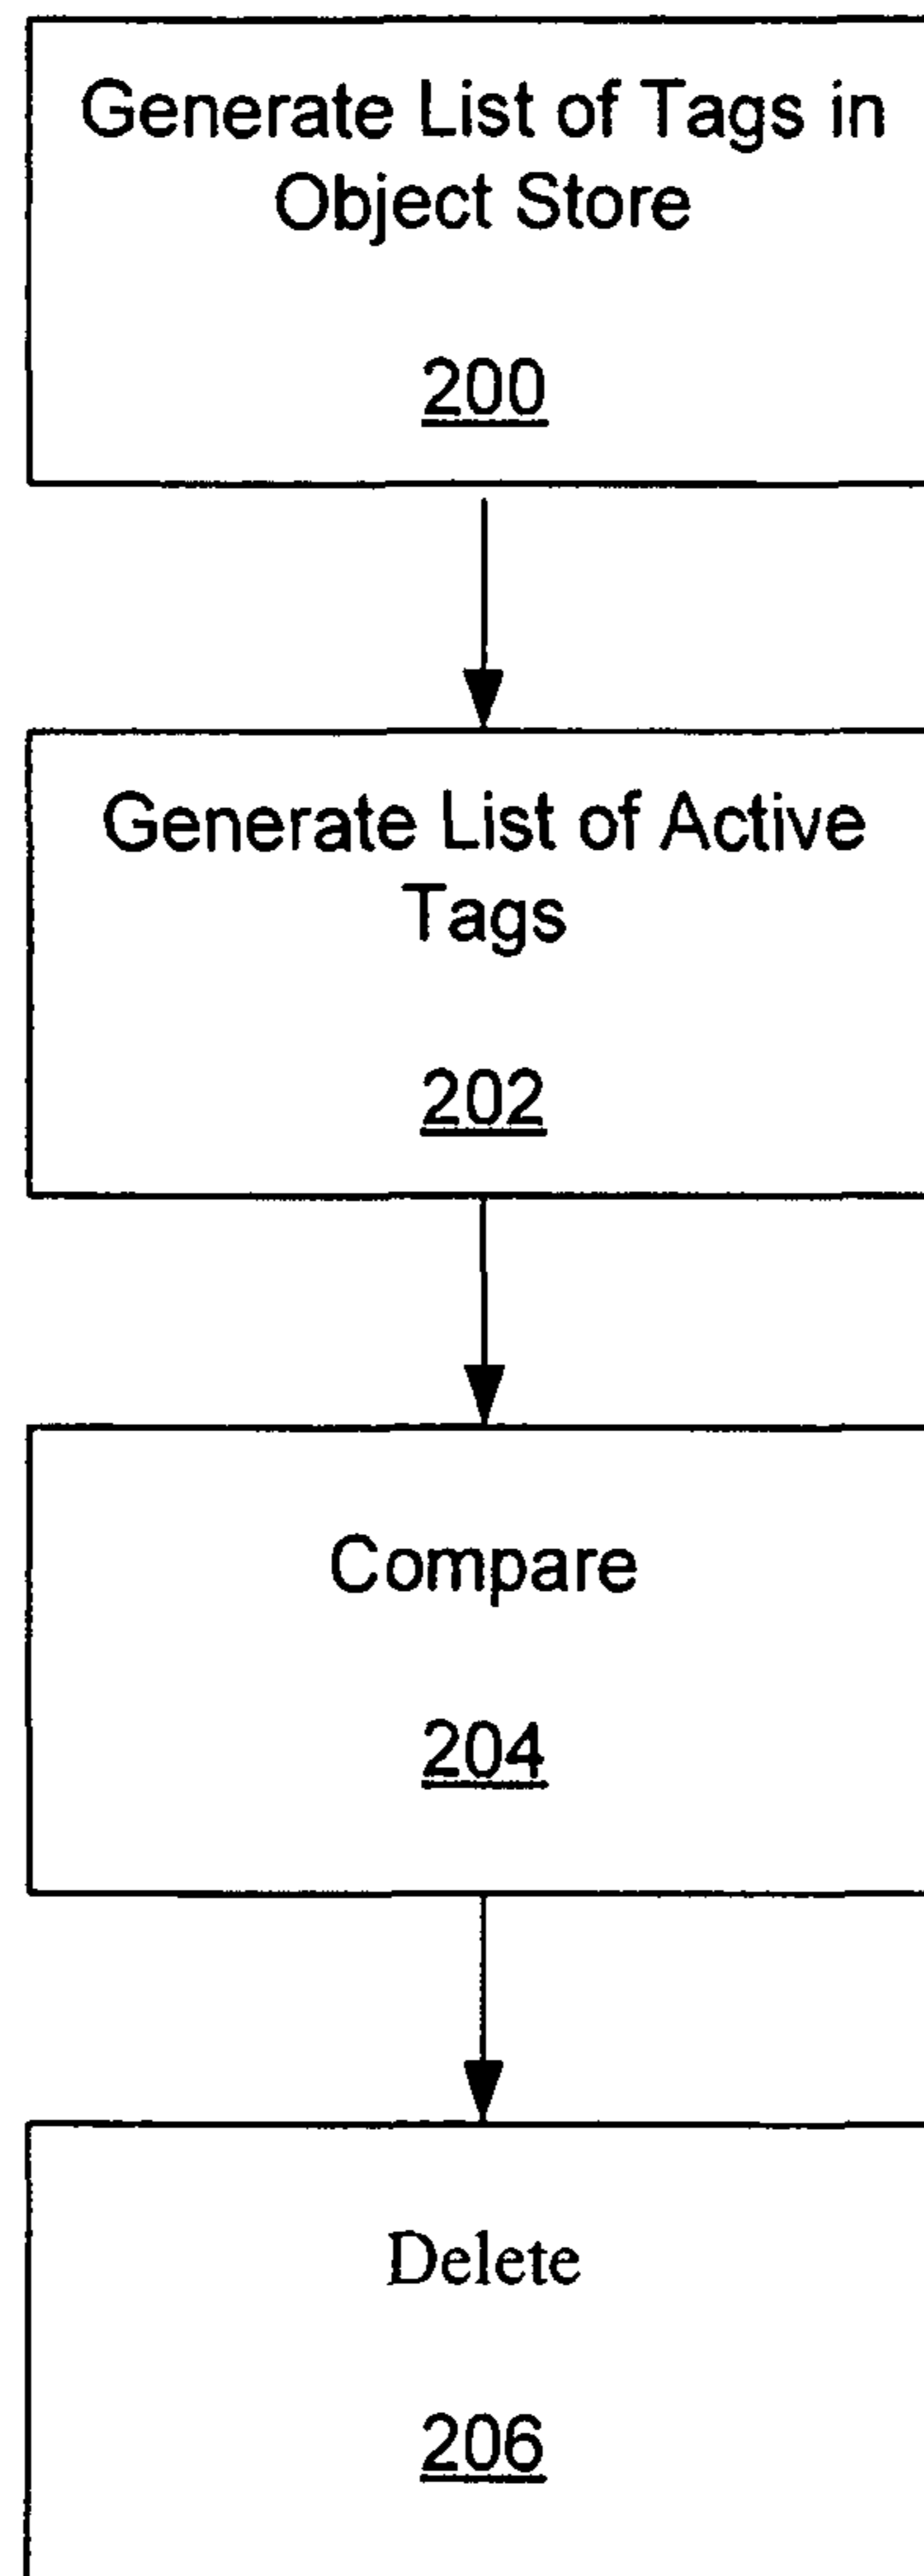 Generate List of Tags in
Object Store
200
Generate List of Active
Tags
202
Compare
204
Delete
206